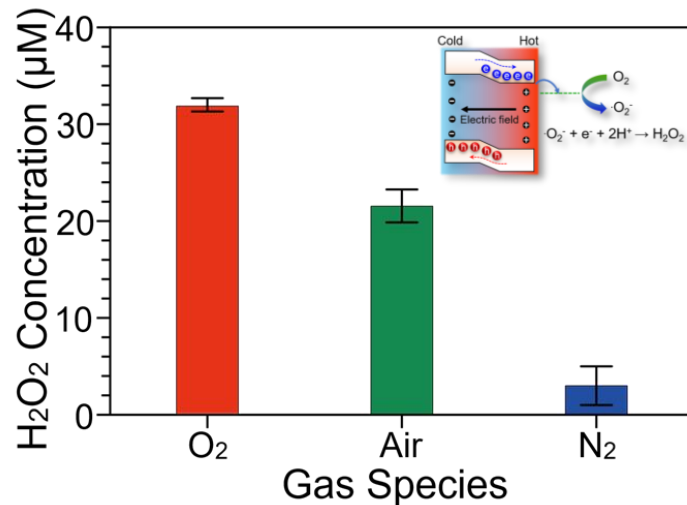 H₂O₂ Concentration (μM)
40
30
20
10
0
O₂
Air
N₂
Gas Species
Cold
Hot
e e e e e
O₂
·O₂⁻
Electric field
·O₂⁻ + e⁻ + 2H⁺ → H₂O₂
h h h h h